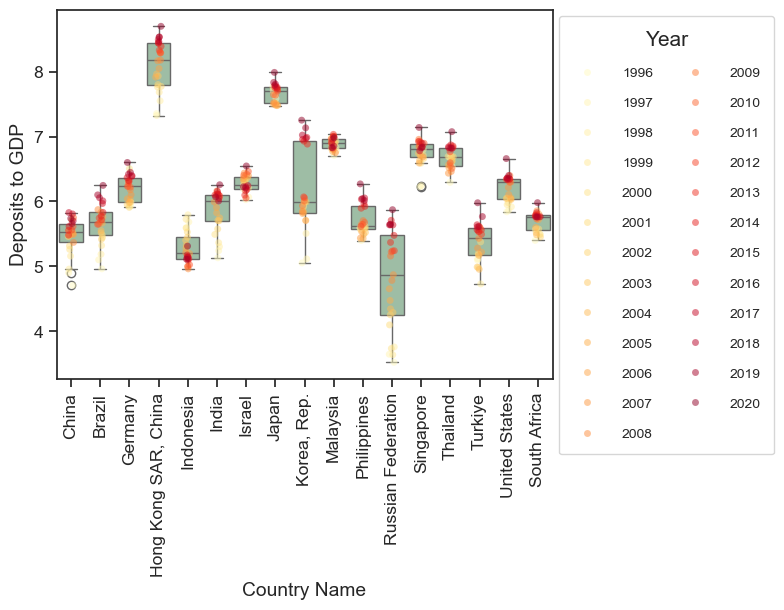 Deposits to GDP
8
7
6
5
4
China
Brazil
Germany
Hong Kong SAR, China
Indonesia
India
Israel
Japan
Korea, Rep.
Malaysia
Philippines
Russian Federation
Singapore
Thailand
Turkiye
United States
South Africa
Country Name
Year
1996 2009
1997 2010
1998 2011
1999 2012
2000 2013
2001 2014
2002 2015
2003 2016
2004 2017
2005 2018
2006 2019
2007 2020
2008